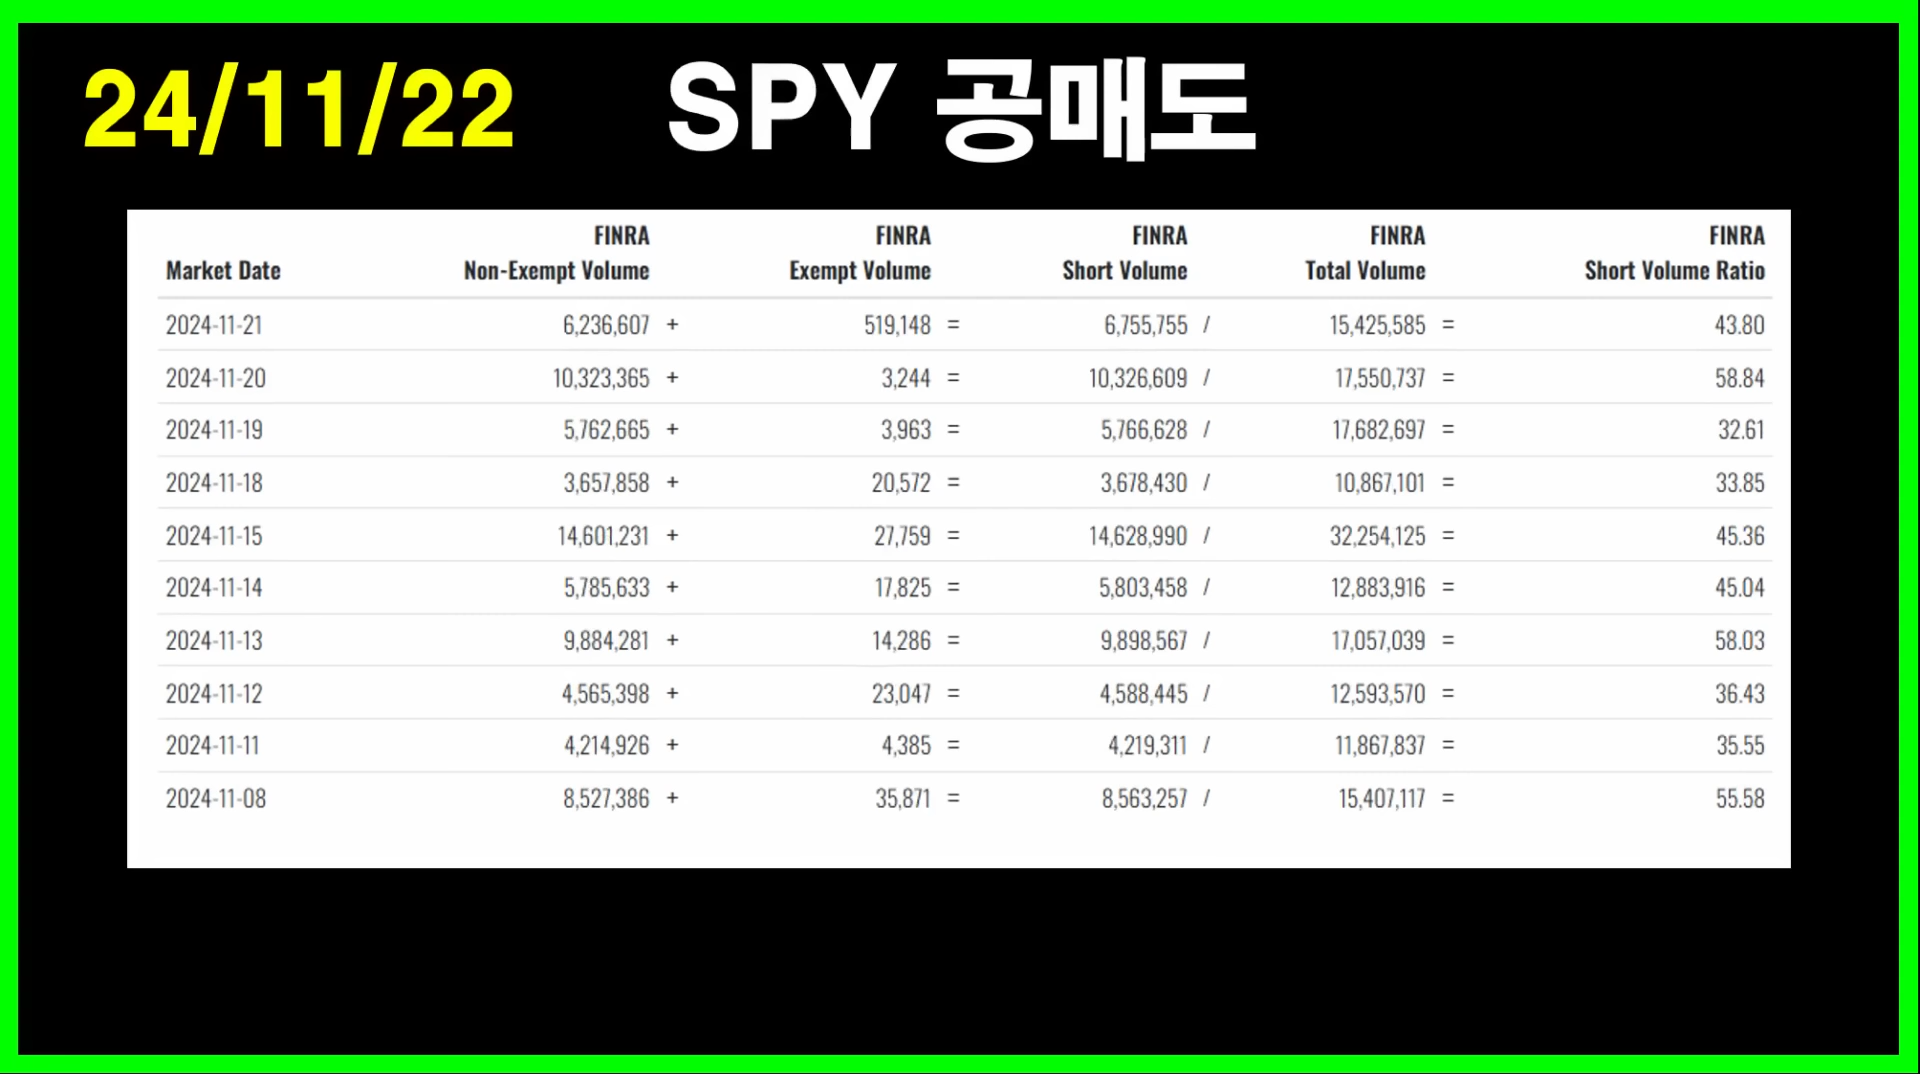 24/11/22 SPY 공매도
FINRA FINRA FINRA FINRA FINRA
Market Date Non-Exempt Volume Exempt Volume Short Volume Total Volume Short Volume Ratio
2024-11-21 6,236,607 + 519,148 = 6,755,755 / 15,425,585 = 43.80
2024-11-20 10,323,365 + 3,244 = 10,326,609 / 17,550,737 = 58.84
2024-11-19 5,762,665 + 3,963 = 5,766,628 / 17,682,697 = 32.61
2024-11-18 3,657,858 + 20,572 = 3,678,430 / 10,867,101 = 33.85
2024-11-15 14,601,231 + 27,759 = 14,628,990 / 32,254,125 = 45.36
2024-11-14 5,785,633 + 17,825 = 5,803,458 / 12,883,916 = 45.04
2024-11-13 9,884,281 + 14,286 = 9,898,567 / 17,057,039 = 58.03
2024-11-12 4,565,398 + 23,047 = 4,588,445 / 12,593,570 = 36.43
2024-11-11 4,214,926 + 4,385 = 4,219,311 / 11,867,837 = 35.55
2024-11-08 8,527,386 + 35,871 = 8,563,257 / 15,407,117 = 55.58